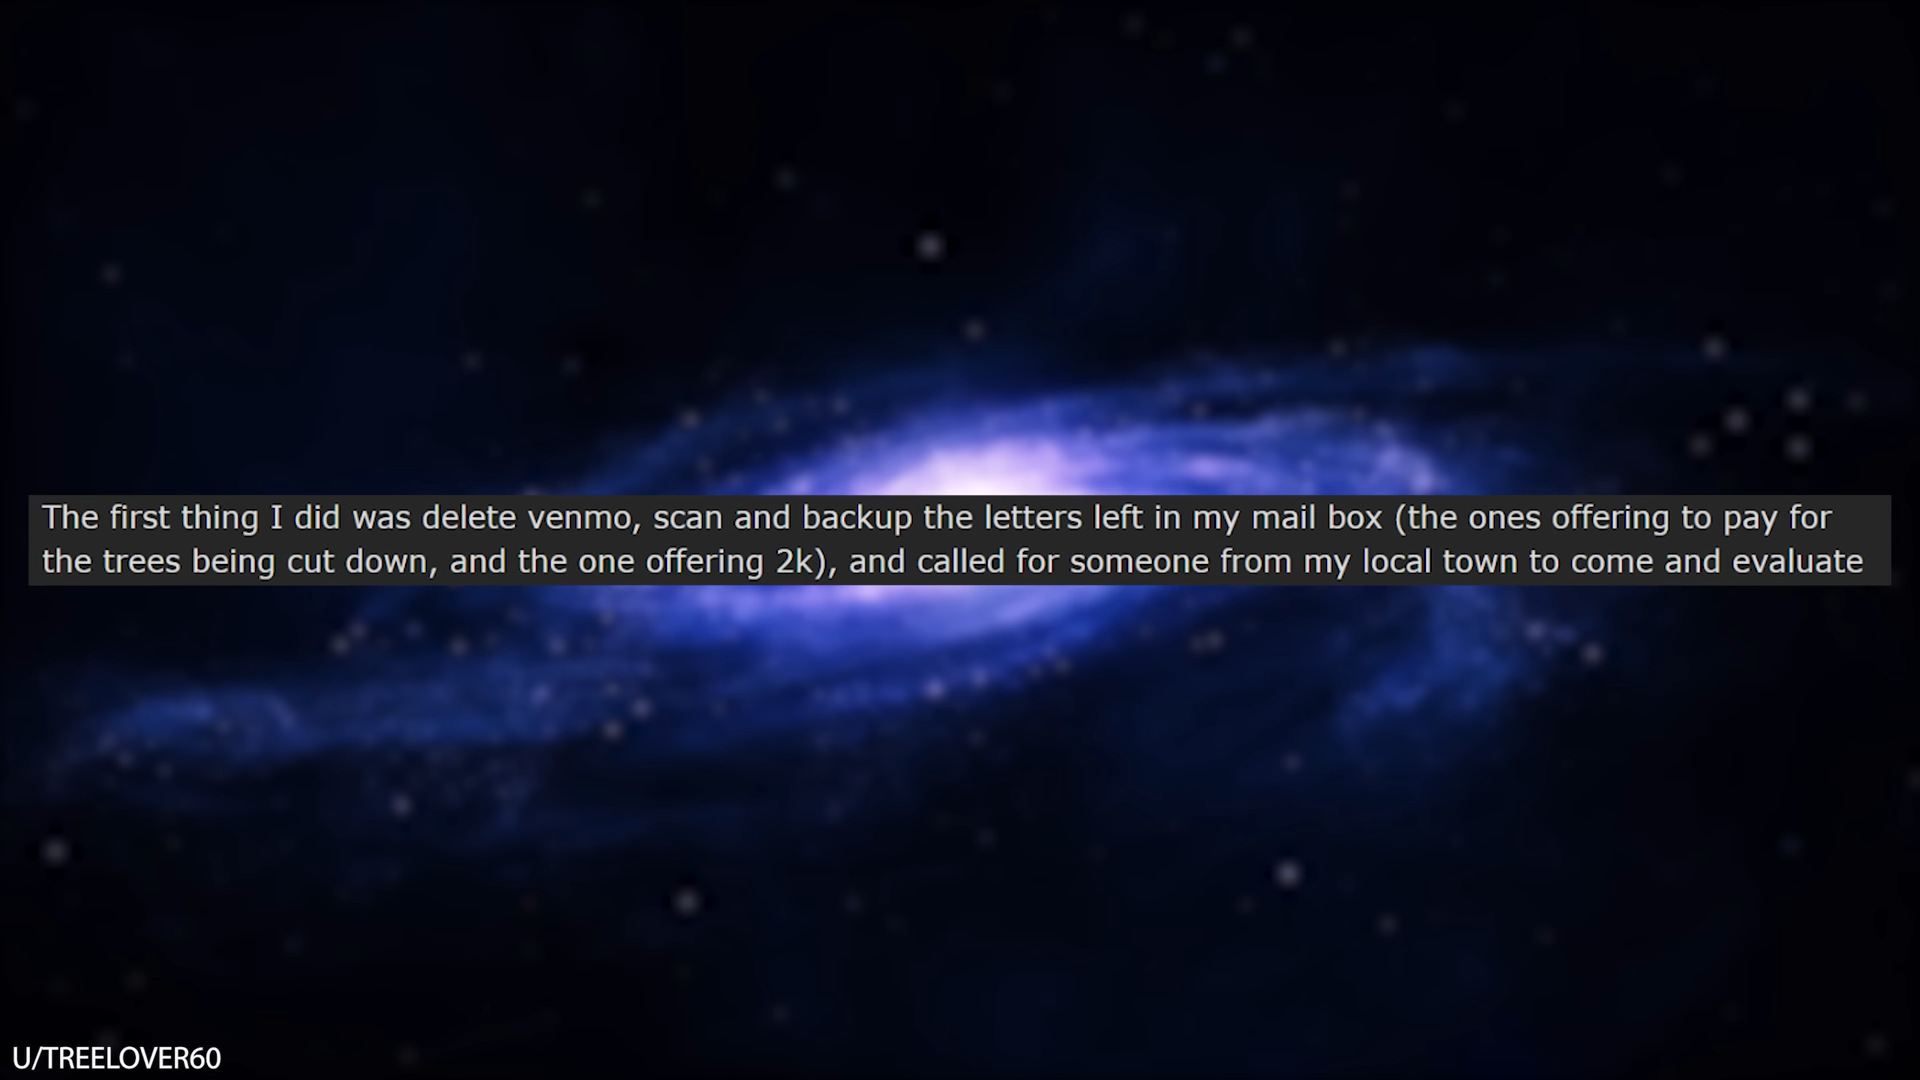 The first thing I did was delete venmo, scan and backup the letters left in my mail box (the ones offering to pay for
the trees being cut down, and the one offering 2k), and called for someone from my local town to come and evaluate
U/TREELOVER60